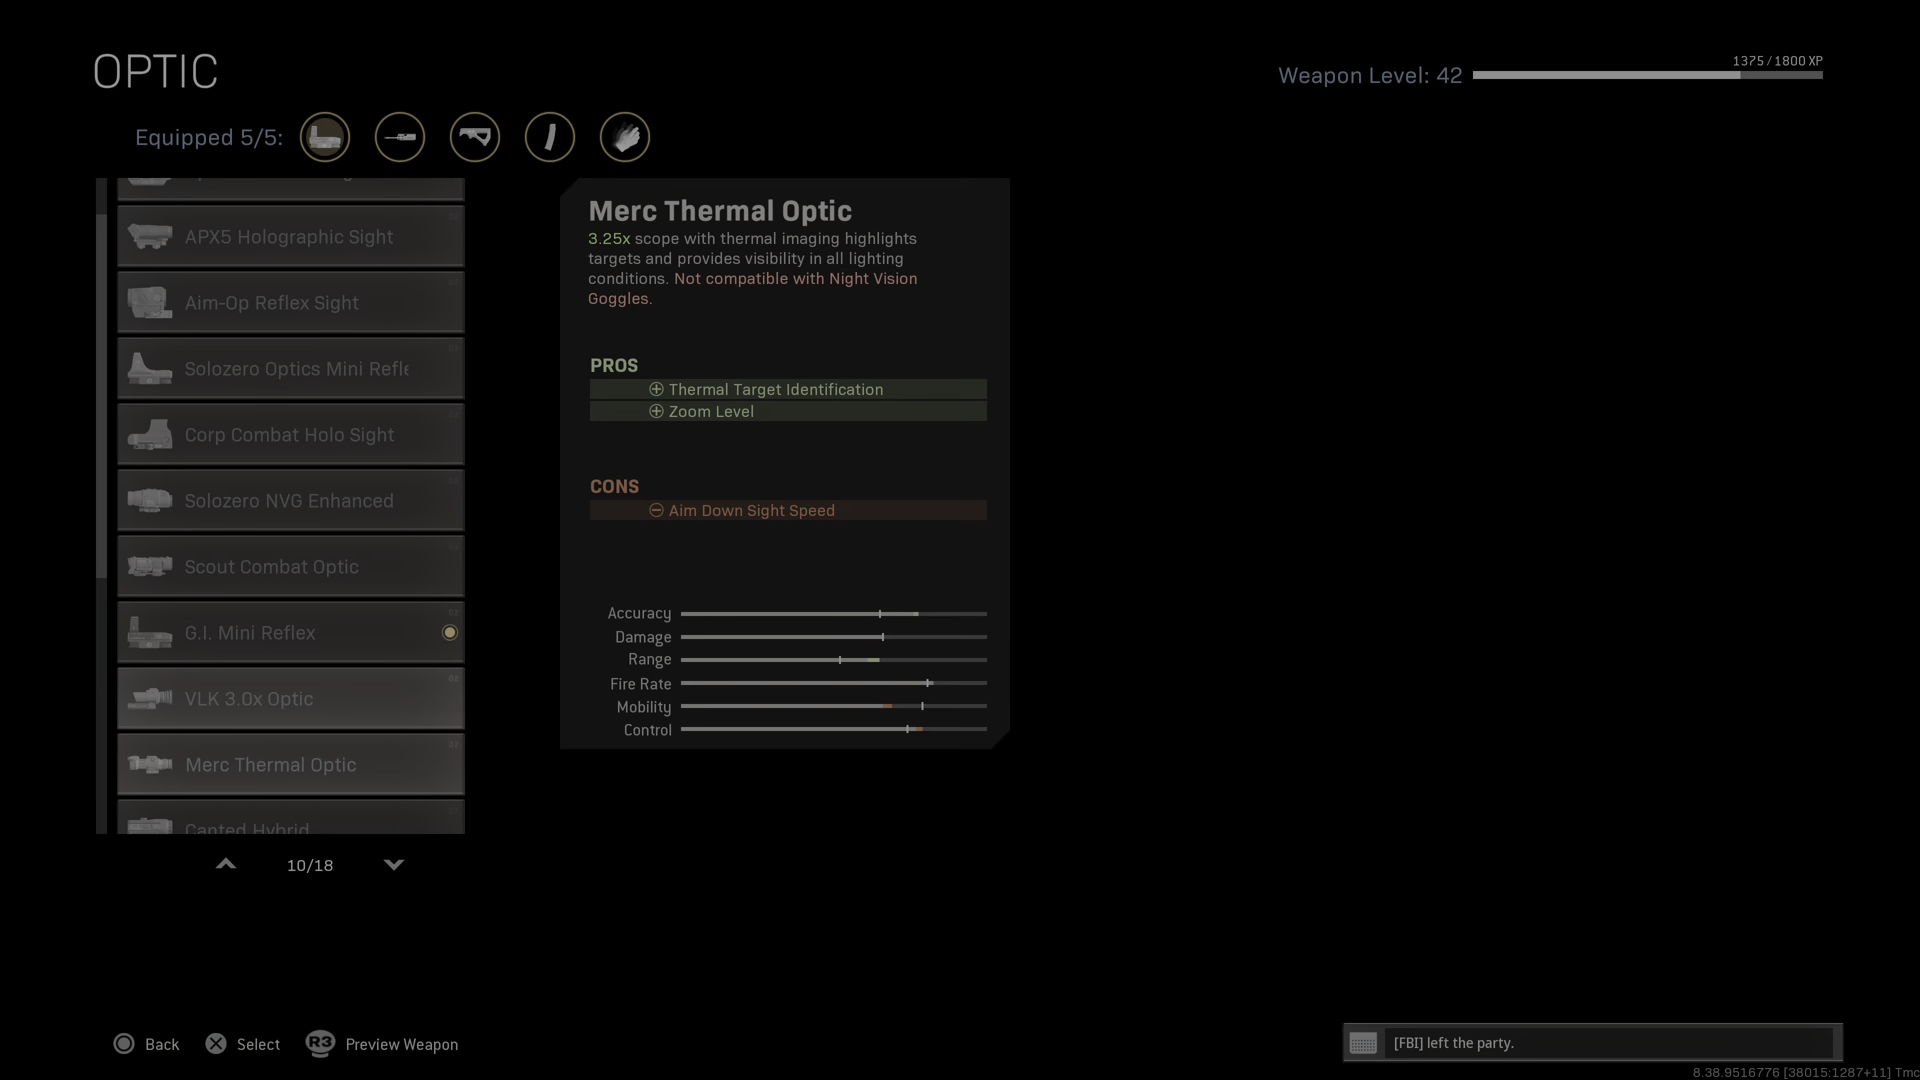 OPTIC
Weapon Level: 42
1375 / 1800 XP
Equipped 5/5:
APX5 Holographic Sight
Aim-Op Reflex Sight
Solozero Optics Mini Refle
Corp Combat Holo Sight
Solozero NVG Enhanced
Scout Combat Optic
G.I. Mini Reflex
VLK 3.0x Optic
Merc Thermal Optic
Canted Hybrid
10/18
Merc Thermal Optic
3.25x scope with thermal imaging highlights
targets and provides visibility in all lighting
conditions. Not compatible with Night Vision
Goggles.
PROS
Thermal Target Identification
Zoom Level
CONS
Aim Down Sight Speed
Accuracy
Damage
Range
Fire Rate
Mobility
Control
Back
Select
R3 Preview Weapon
[FBI] left the party.
8.38.9516776 [38015:1287+11] Tmc